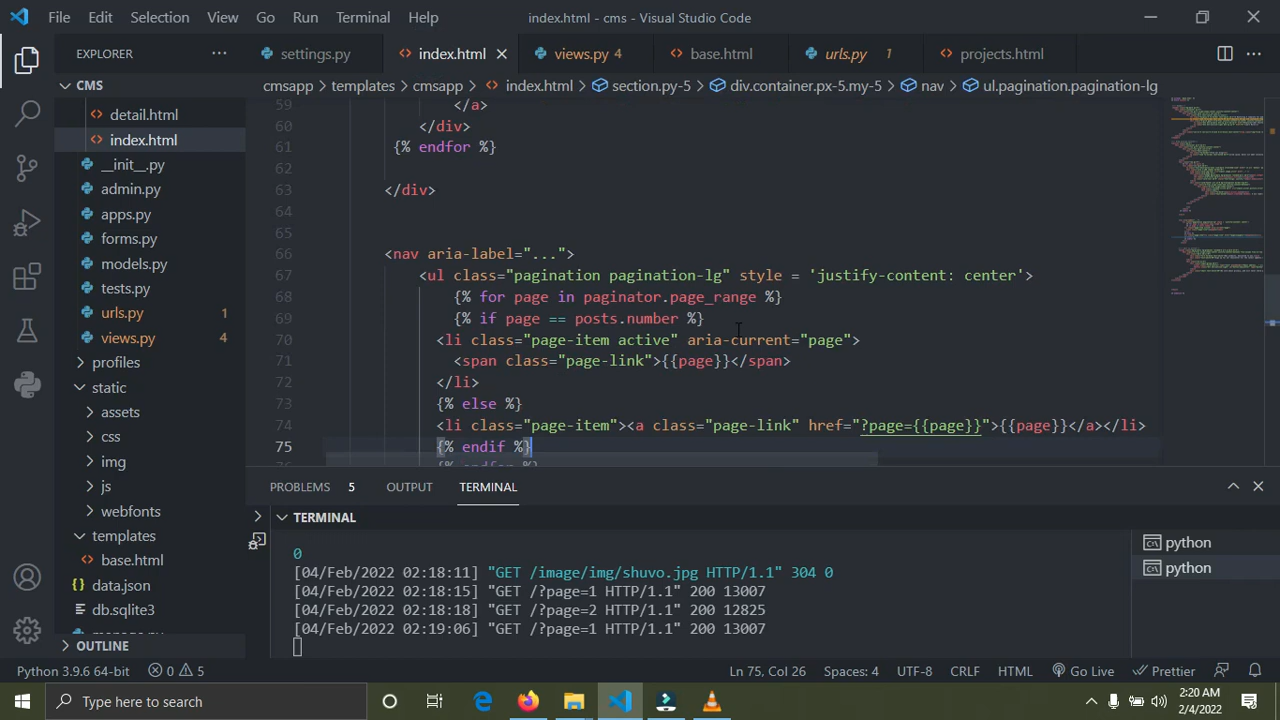 File Edit Selection View Go Run Terminal Help index.html - cms - Visual Studio Code
EXPLORER
settings.py index.html views.py 4 base.html urls.py 1 projects.html
CMS
cmsapp templates cmsapp index.html section.py-5 div.container.px-5.my-5 nav ul.pagination.pagination-lg
detail.html
index.html
__init__.py
admin.py
apps.py
forms.py
models.py
tests.py
urls.py 1
views.py 4
profiles
static
assets
css
img
js
webfonts
templates
base.html
data.json
db.sqlite3
OUTLINE
59 </a>
60 </div>
61 {% endfor %}
62
63 </div>
64
65
66 <nav aria-label="...">
67 <ul class="pagination pagination-lg" style = 'justify-content: center'>
68 {% for page in paginator.page_range %}
69 {% if page == posts.number %}
70 <li class="page-item active" aria-current="page">
71 <span class="page-link">{{page}}</span>
72 </li>
73 {% else %}
74 <li class="page-item"><a class="page-link" href="?page={{page}}">{{page}}</a></li>
75 {% endif %}
PROBLEMS 5 OUTPUT TERMINAL
TERMINAL
0
[04/Feb/2022 02:18:11] "GET /image/img/shuvo.jpg HTTP/1.1" 304 0
[04/Feb/2022 02:18:15] "GET /?page=1 HTTP/1.1" 200 13007
[04/Feb/2022 02:18:18] "GET /?page=2 HTTP/1.1" 200 12825
[04/Feb/2022 02:19:06] "GET /?page=1 HTTP/1.1" 200 13007
python
python
Python 3.9.6 64-bit 0 5 Ln 75, Col 26 Spaces: 4 UTF-8 CRLF HTML Go Live Prettier
Type here to search
2:20 AM
2/4/2022